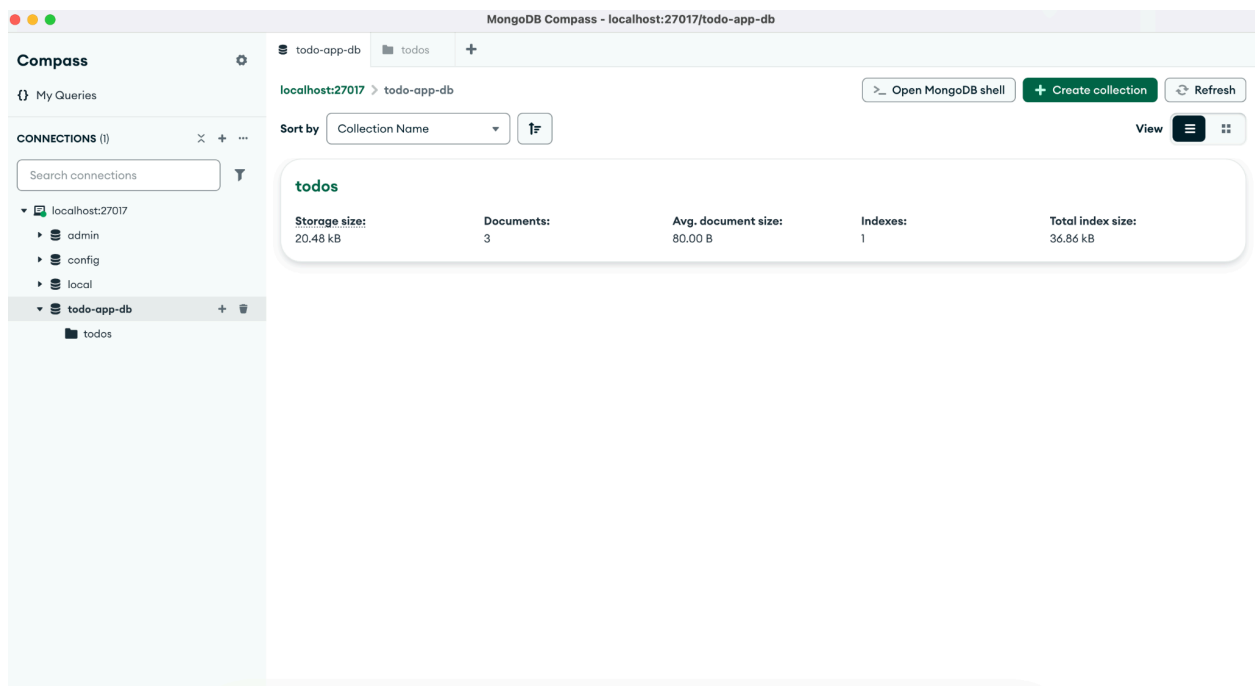 MongoDB Compass - localhost:27017/todo-app-db
Compass
{} My Queries
CONNECTIONS (1)
Search connections
localhost:27017
admin
config
local
todo-app-db
todos
todo-app-db
todos
localhost:27017 > todo-app-db
>_ Open MongoDB shell
+ Create collection
Refresh
Sort by
Collection Name
View
todos
Storage size: Documents: Avg. document size: Indexes: Total index size:
20.48 kB 3 80.00 B 1 36.86 kB